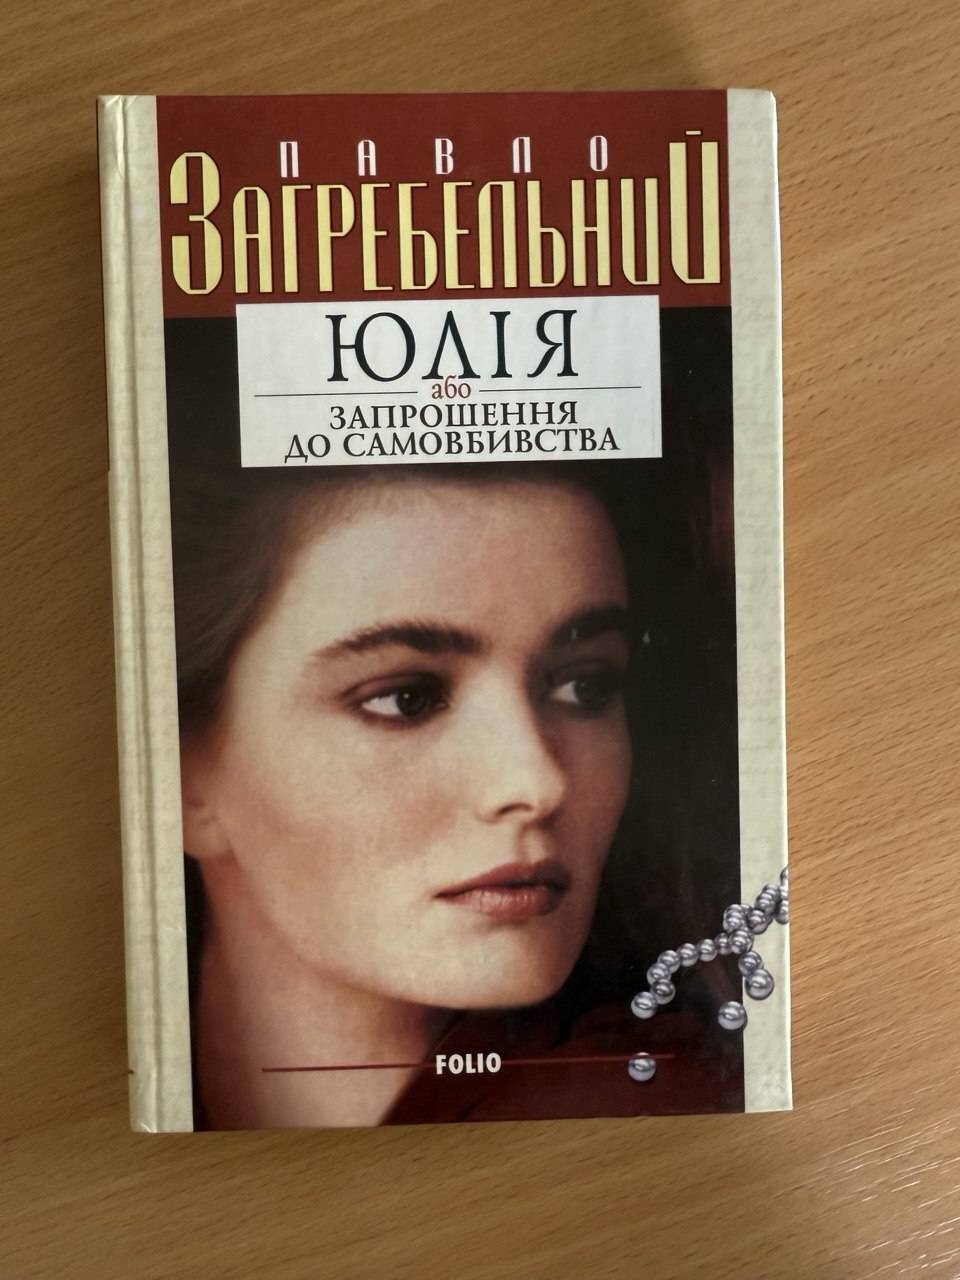 ПАВЛО
ЗАГРЕБЕЛЬНИЙ
ЮЛІЯ
або
ЗАПРОШЕННЯ
ДО САМОВБИВСТВА
FOLIO